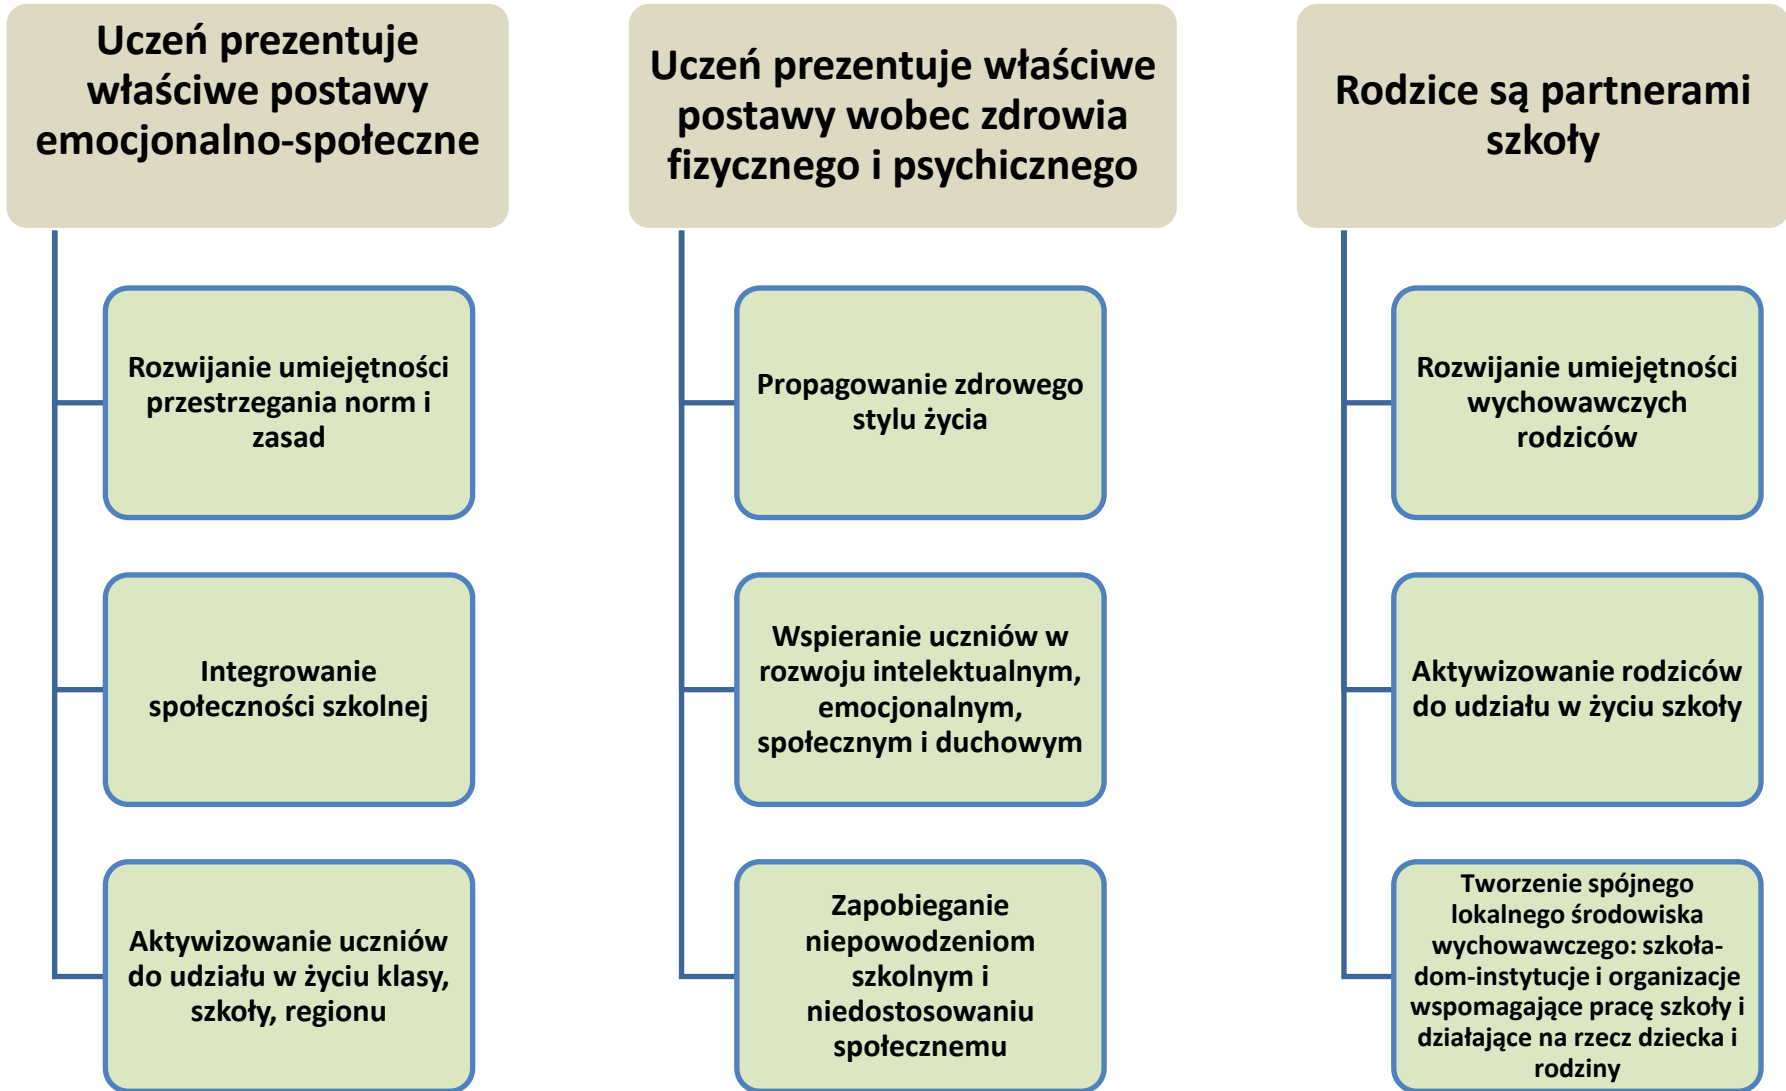 Uczeń prezentuje
właściwe postawy
emocjonalno-społeczne
Rozwijanie umiejętności
przestrzegania norm i
zasad
Integrowanie
społeczności szkolnej
Aktywizowanie uczniów
do udziału w życiu klasy,
szkoły, regionu
Uczeń prezentuje właściwe
postawy wobec zdrowia
fizycznego i psychicznego
Propagowanie zdrowego
stylu życia
Wspieranie uczniów w
rozwoju intelektualnym,
emocjonalnym,
społecznym i duchowym
Zapobieganie
niepowodzeniom
szkolnym i
niedostosowaniu
społecznemu
Rodzice są partnerami
szkoły
Rozwijanie umiejętności
wychowawczych
rodziców
Aktywizowanie rodziców
do udziału w życiu szkoły
Tworzenie spójnego
lokalnego środowiska
wychowawczego: szkoła-
dom-instytucje i organizacje
wspomagające pracę szkoły i
działające na rzecz dziecka i
rodziny